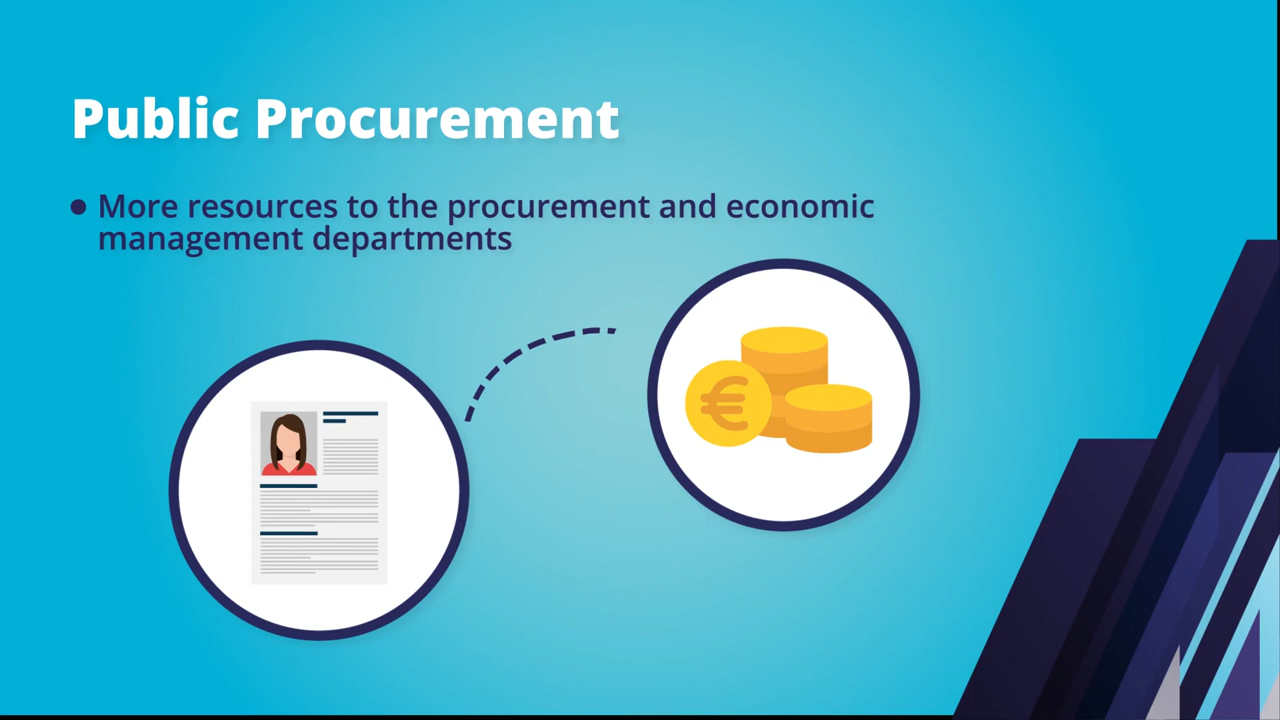 Public Procurement
• More resources to the procurement and economic
management departments
€